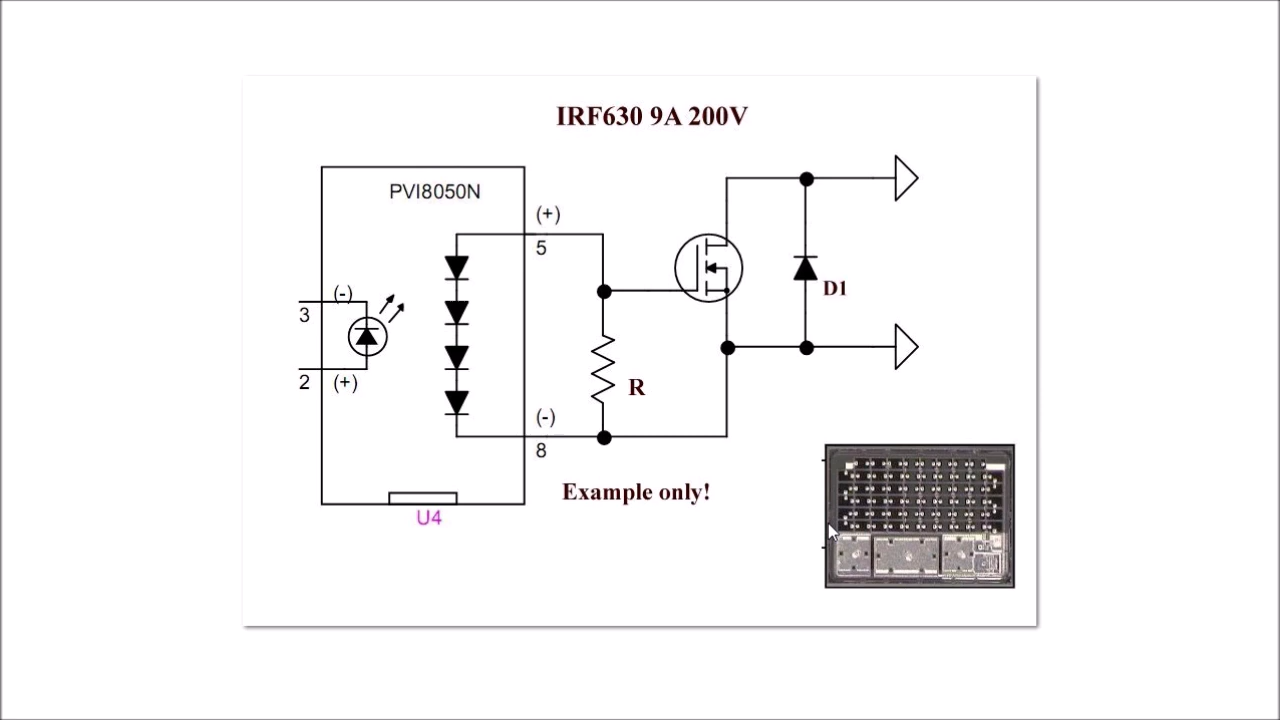 IRF630 9A 200V
PVI8050N
(+)
5
(-)
3
D1
2
(+)
R
(-)
8
Example only!
U4